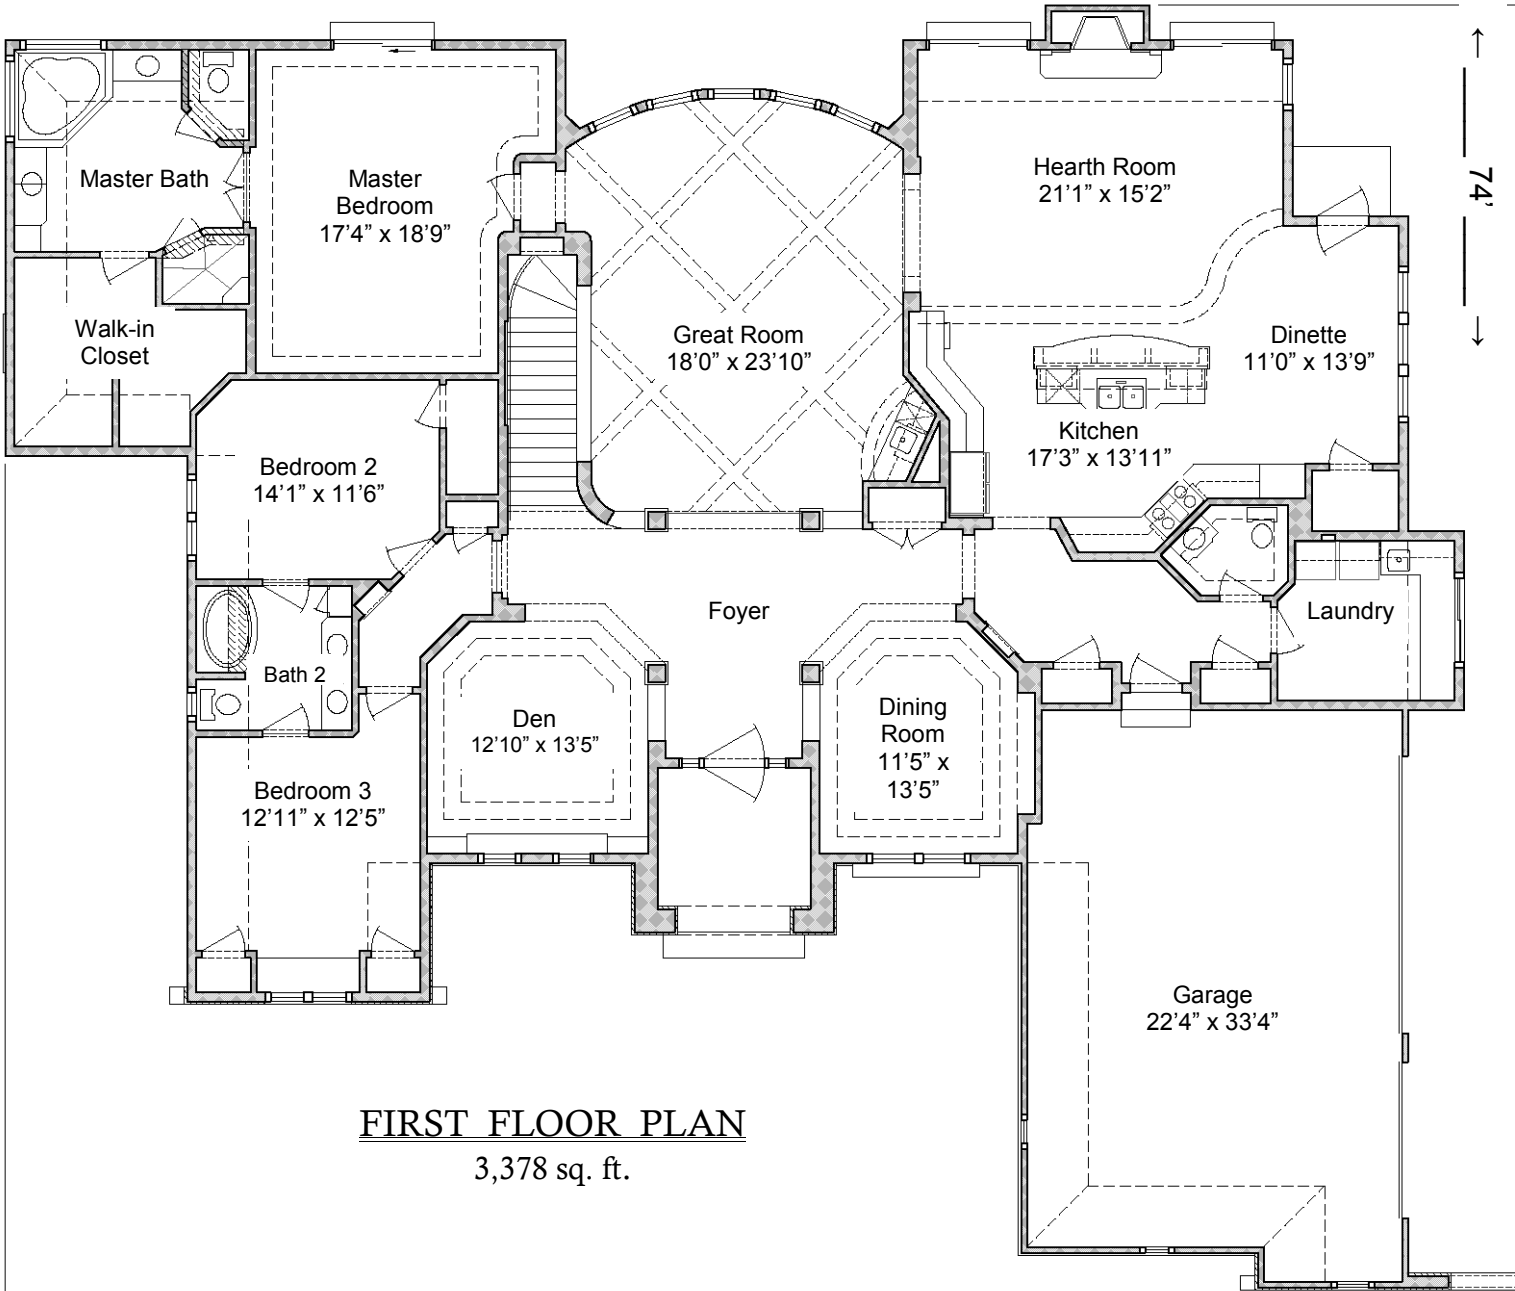 Master Bath
Master
Bedroom
17'4" x 18'9"
Hearth Room
21'1" x 15'2"
74'
Walk-in
Closet
Great Room
18'0" x 23'10"
Dinette
11'0" x 13'9"
Kitchen
17'3" x 13'11"
Bedroom 2
14'1" x 11'6"
Foyer
Laundry
Bath 2
Den
12'10" x 13'5"
Dining
Room
11'5" x
13'5"
Bedroom 3
12'11" x 12'5"
Garage
22'4" x 33'4"
FIRST FLOOR PLAN
3,378 sq. ft.